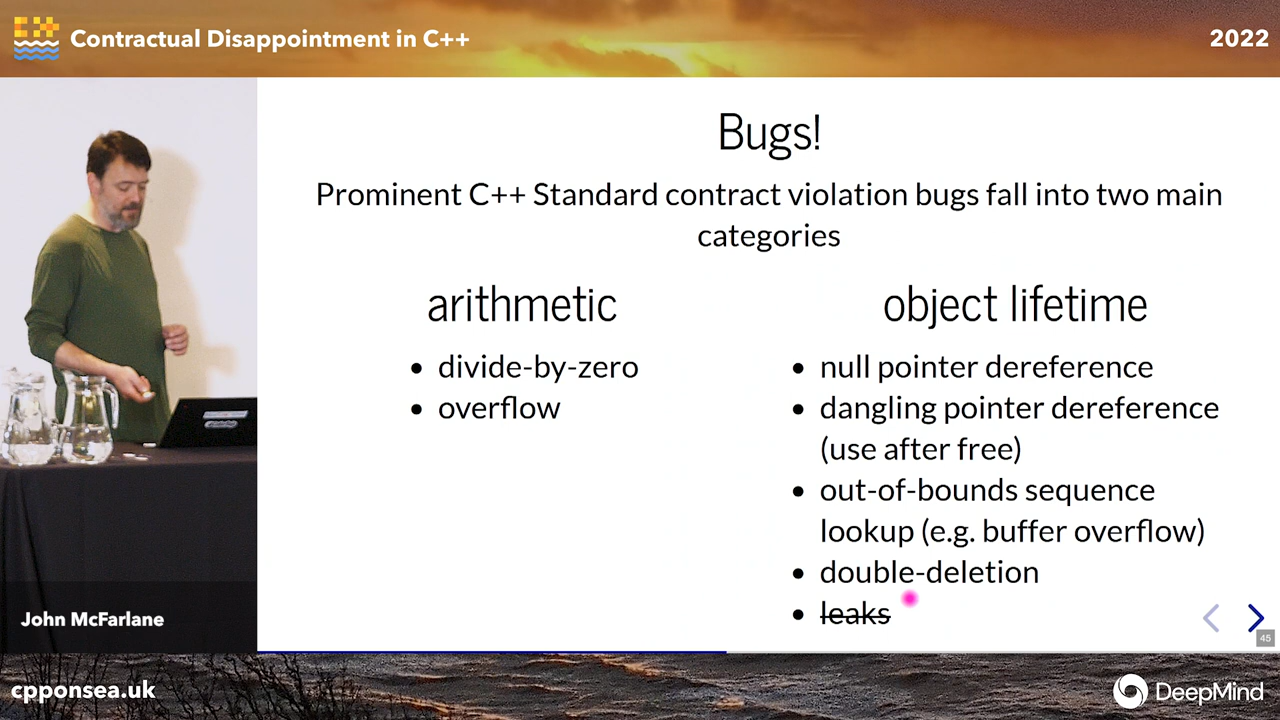 Contractual Disappointment in C++
2022
Bugs!
Prominent C++ Standard contract violation bugs fall into two main
categories
arithmetic
• divide-by-zero
• overflow
object lifetime
• null pointer dereference
• dangling pointer dereference
(use after free)
• out-of-bounds sequence
lookup (e.g. buffer overflow)
• double-deletion
• leaks
45
John McFarlane
cpponsea.uk
DeepMind